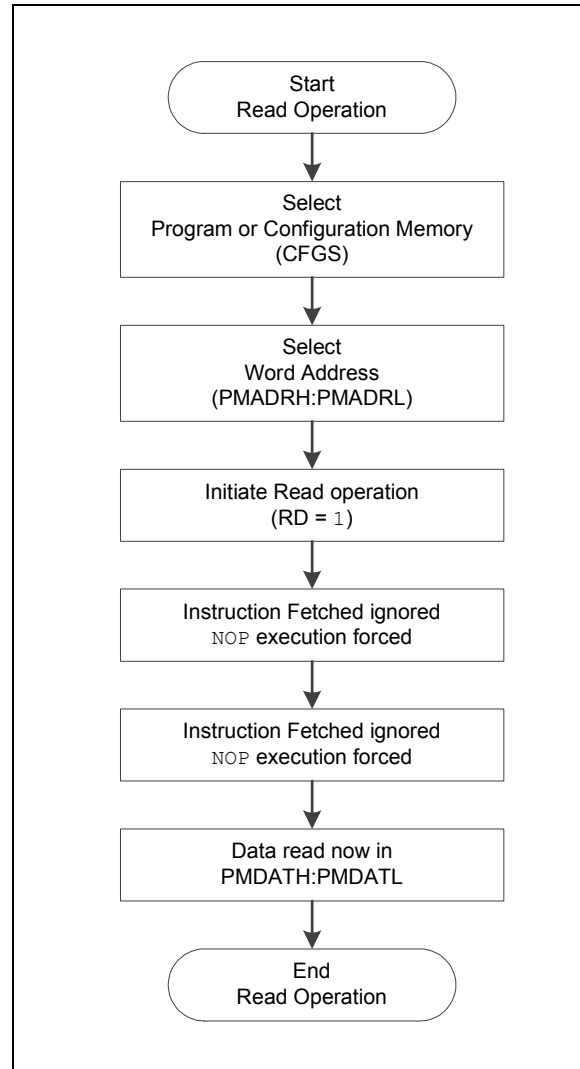 Start
Read Operation
Select
Program or Configuration Memory
(CFGS)
Select
Word Address
(PMADRH:PMADRL)
Initiate Read operation
(RD = 1)
Instruction Fetched ignored
NOP execution forced
Instruction Fetched ignored
NOP execution forced
Data read now in
PMDATH:PMDATL
End
Read Operation